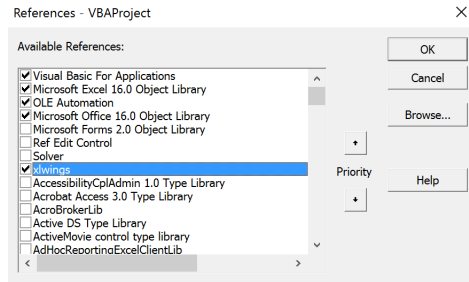 References - VBAProject
Available References:
Visual Basic For Applications
Microsoft Excel 16.0 Object Library
OLE Automation
Microsoft Office 16.0 Object Library
Microsoft Forms 2.0 Object Library
Ref Edit Control
Solver
xlwings
AccessibilityCplAdmin 1.0 Type Library
Acrobat Access 3.0 Type Library
AcroBrokerLib
Active DS Type Library
ActiveMovie control type library
AdHocReportingExcelClientLib
Priority
OK
Cancel
Browse...
Help